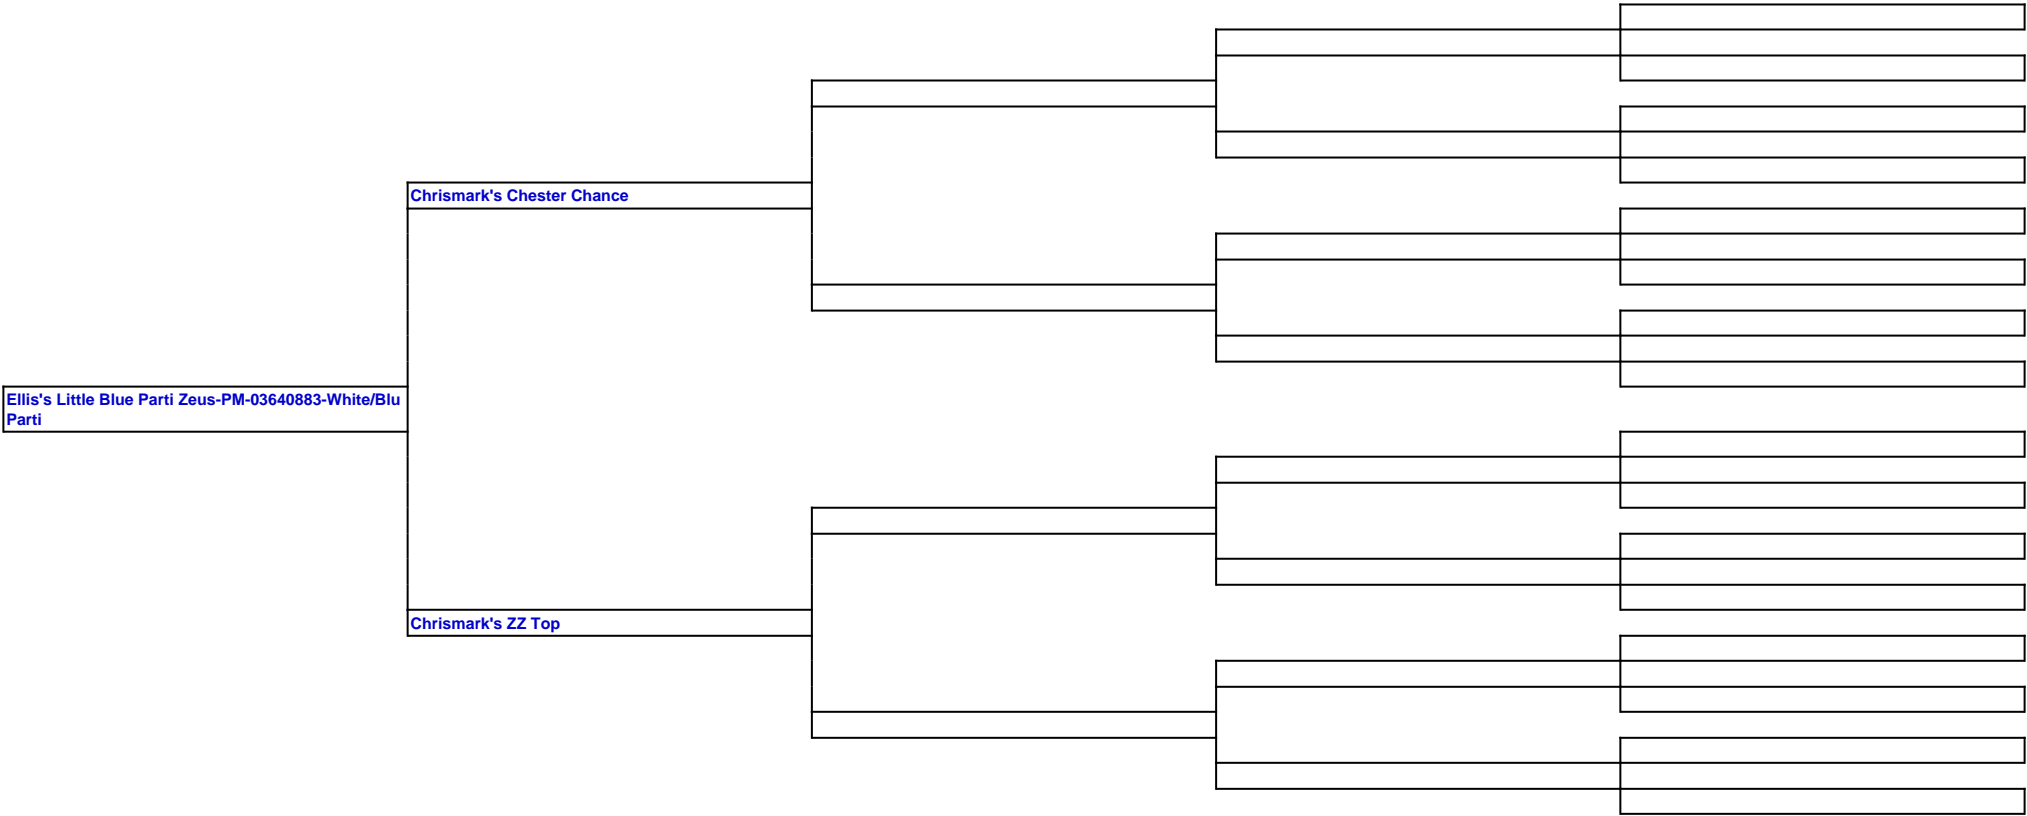 Chrismark's Chester Chance
Ellis's Little Blue Parti Zeus-PM-03640883-White/Blu
Parti
Chrismark's ZZ Top